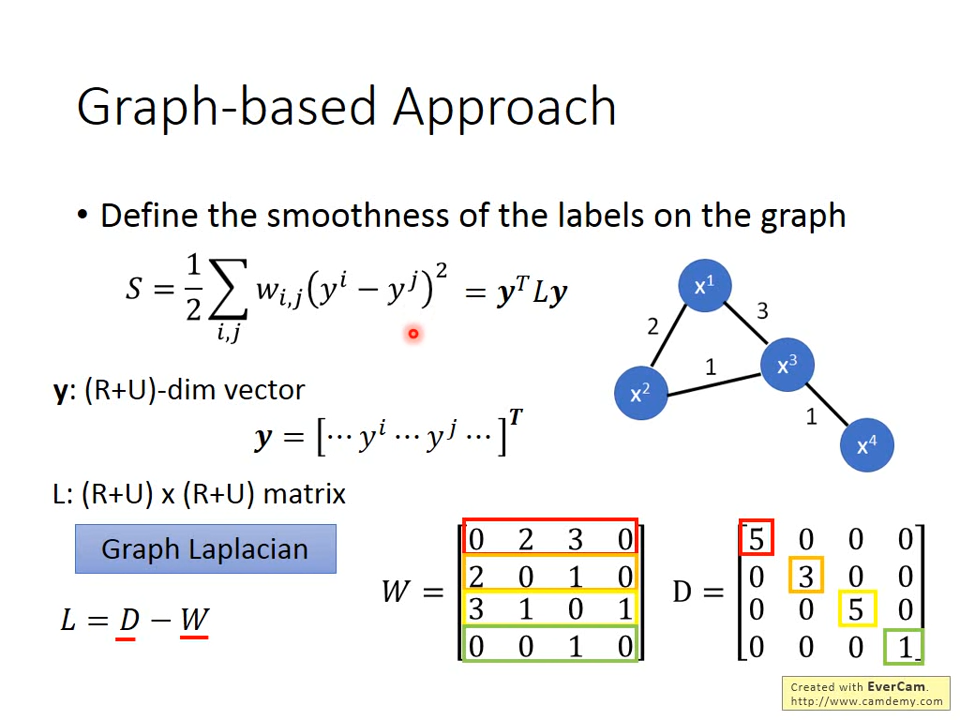 Graph-based Approach
• Define the smoothness of the labels on the graph
S = 1/2 ∑_{i,j} w_{i,j}(y^i − y^j)^2 = y^T L y
x^1
2
3
x^3
1
x^2
1
x^4
y: (R+U)-dim vector
y = [⋯ y^i ⋯ y^j ⋯]^T
L: (R+U) x (R+U) matrix
Graph Laplacian
L = D − W
W =
0 2 3 0
2 0 1 0
3 1 0 1
0 0 1 0
D =
5 0 0 0
0 3 0 0
0 0 5 0
0 0 0 1
Created with EverCam.
http://www.camdemy.com